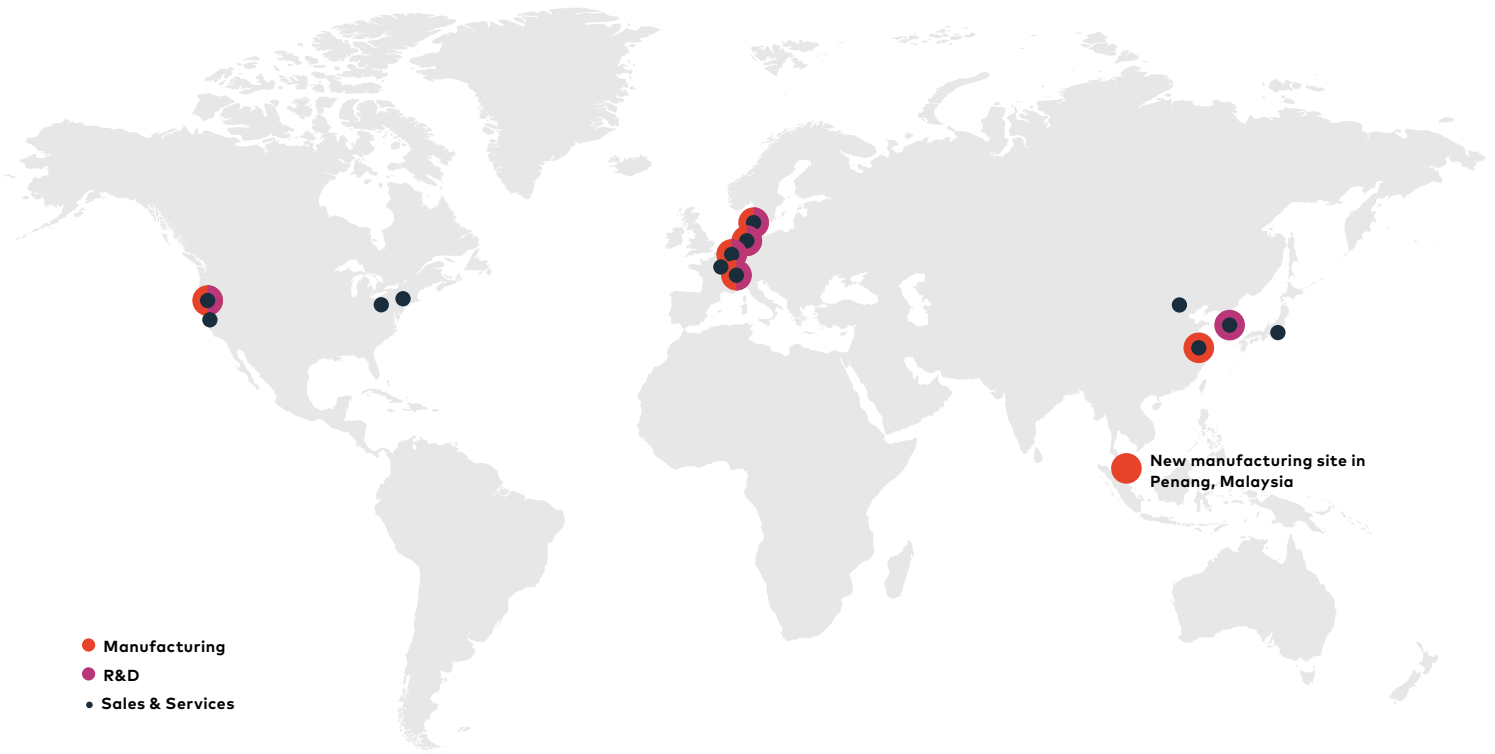 New manufacturing site in
Penang, Malaysia
Manufacturing
R&D
Sales & Services